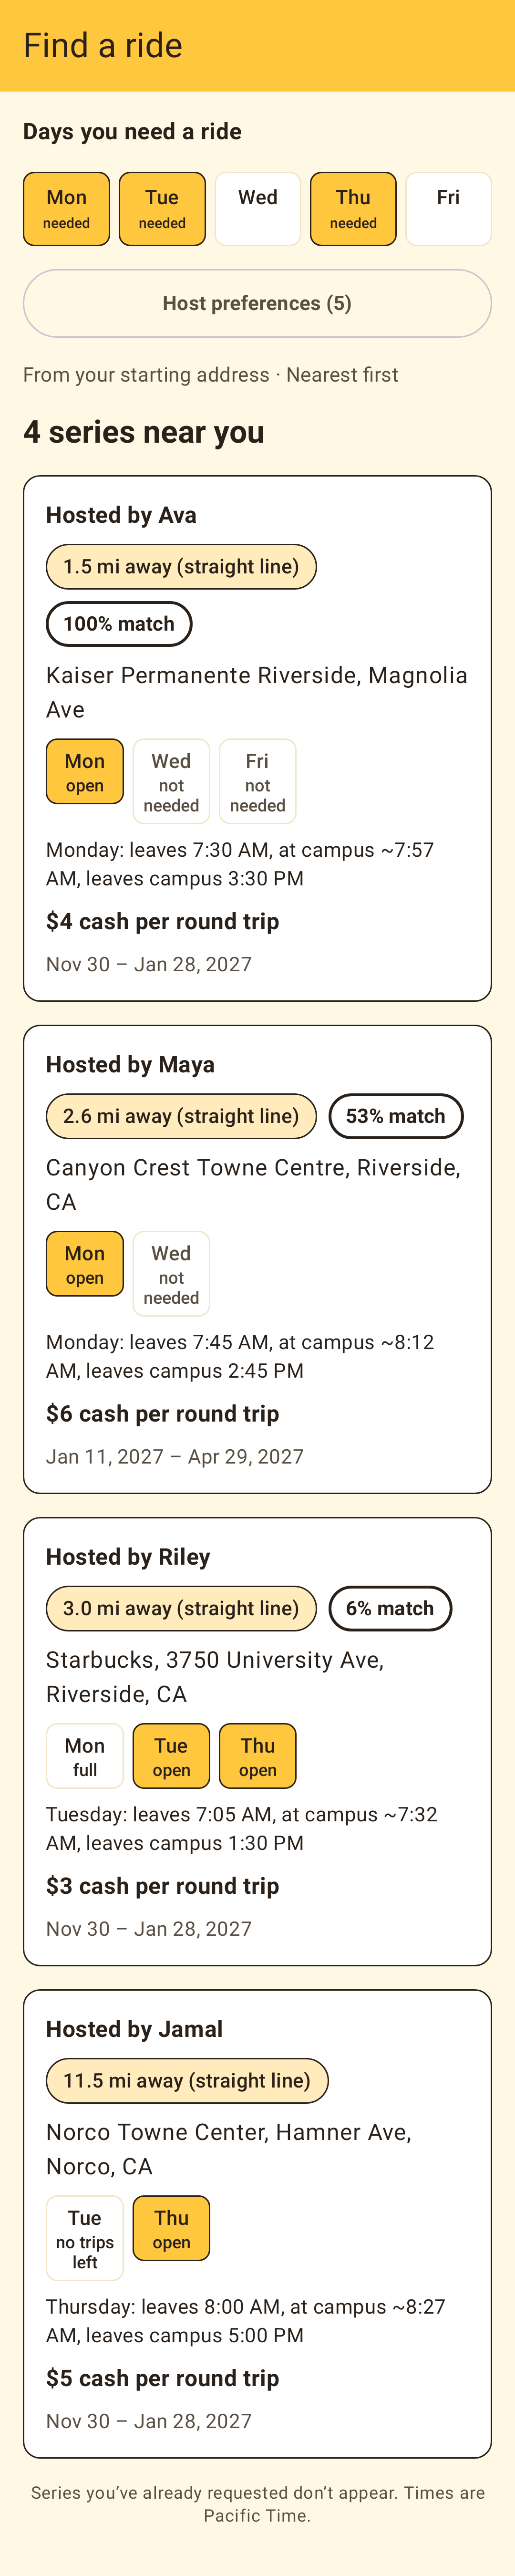 Find a ride
Days you need a ride
Mon
needed
Tue
needed
Wed
Thu
needed
Fri
Host preferences (5)
From your starting address · Nearest first
4 series near you
Hosted by Ava
1.5 mi away (straight line)
100% match
Kaiser Permanente Riverside, Magnolia
Ave
Mon
open
Wed
not
needed
Fri
not
needed
Monday: leaves 7:30 AM, at campus ~7:57
AM, leaves campus 3:30 PM
$4 cash per round trip
Nov 30 – Jan 28, 2027
Hosted by Maya
2.6 mi away (straight line)
53% match
Canyon Crest Towne Centre, Riverside,
CA
Mon
open
Wed
not
needed
Monday: leaves 7:45 AM, at campus ~8:12
AM, leaves campus 2:45 PM
$6 cash per round trip
Jan 11, 2027 – Apr 29, 2027
Hosted by Riley
3.0 mi away (straight line)
6% match
Starbucks, 3750 University Ave,
Riverside, CA
Mon
full
Tue
open
Thu
open
Tuesday: leaves 7:05 AM, at campus ~7:32
AM, leaves campus 1:30 PM
$3 cash per round trip
Nov 30 – Jan 28, 2027
Hosted by Jamal
11.5 mi away (straight line)
Norco Towne Center, Hamner Ave,
Norco, CA
Tue
no trips
left
Thu
open
Thursday: leaves 8:00 AM, at campus ~8:27
AM, leaves campus 5:00 PM
$5 cash per round trip
Nov 30 – Jan 28, 2027
Series you’ve already requested don’t appear. Times are
Pacific Time.